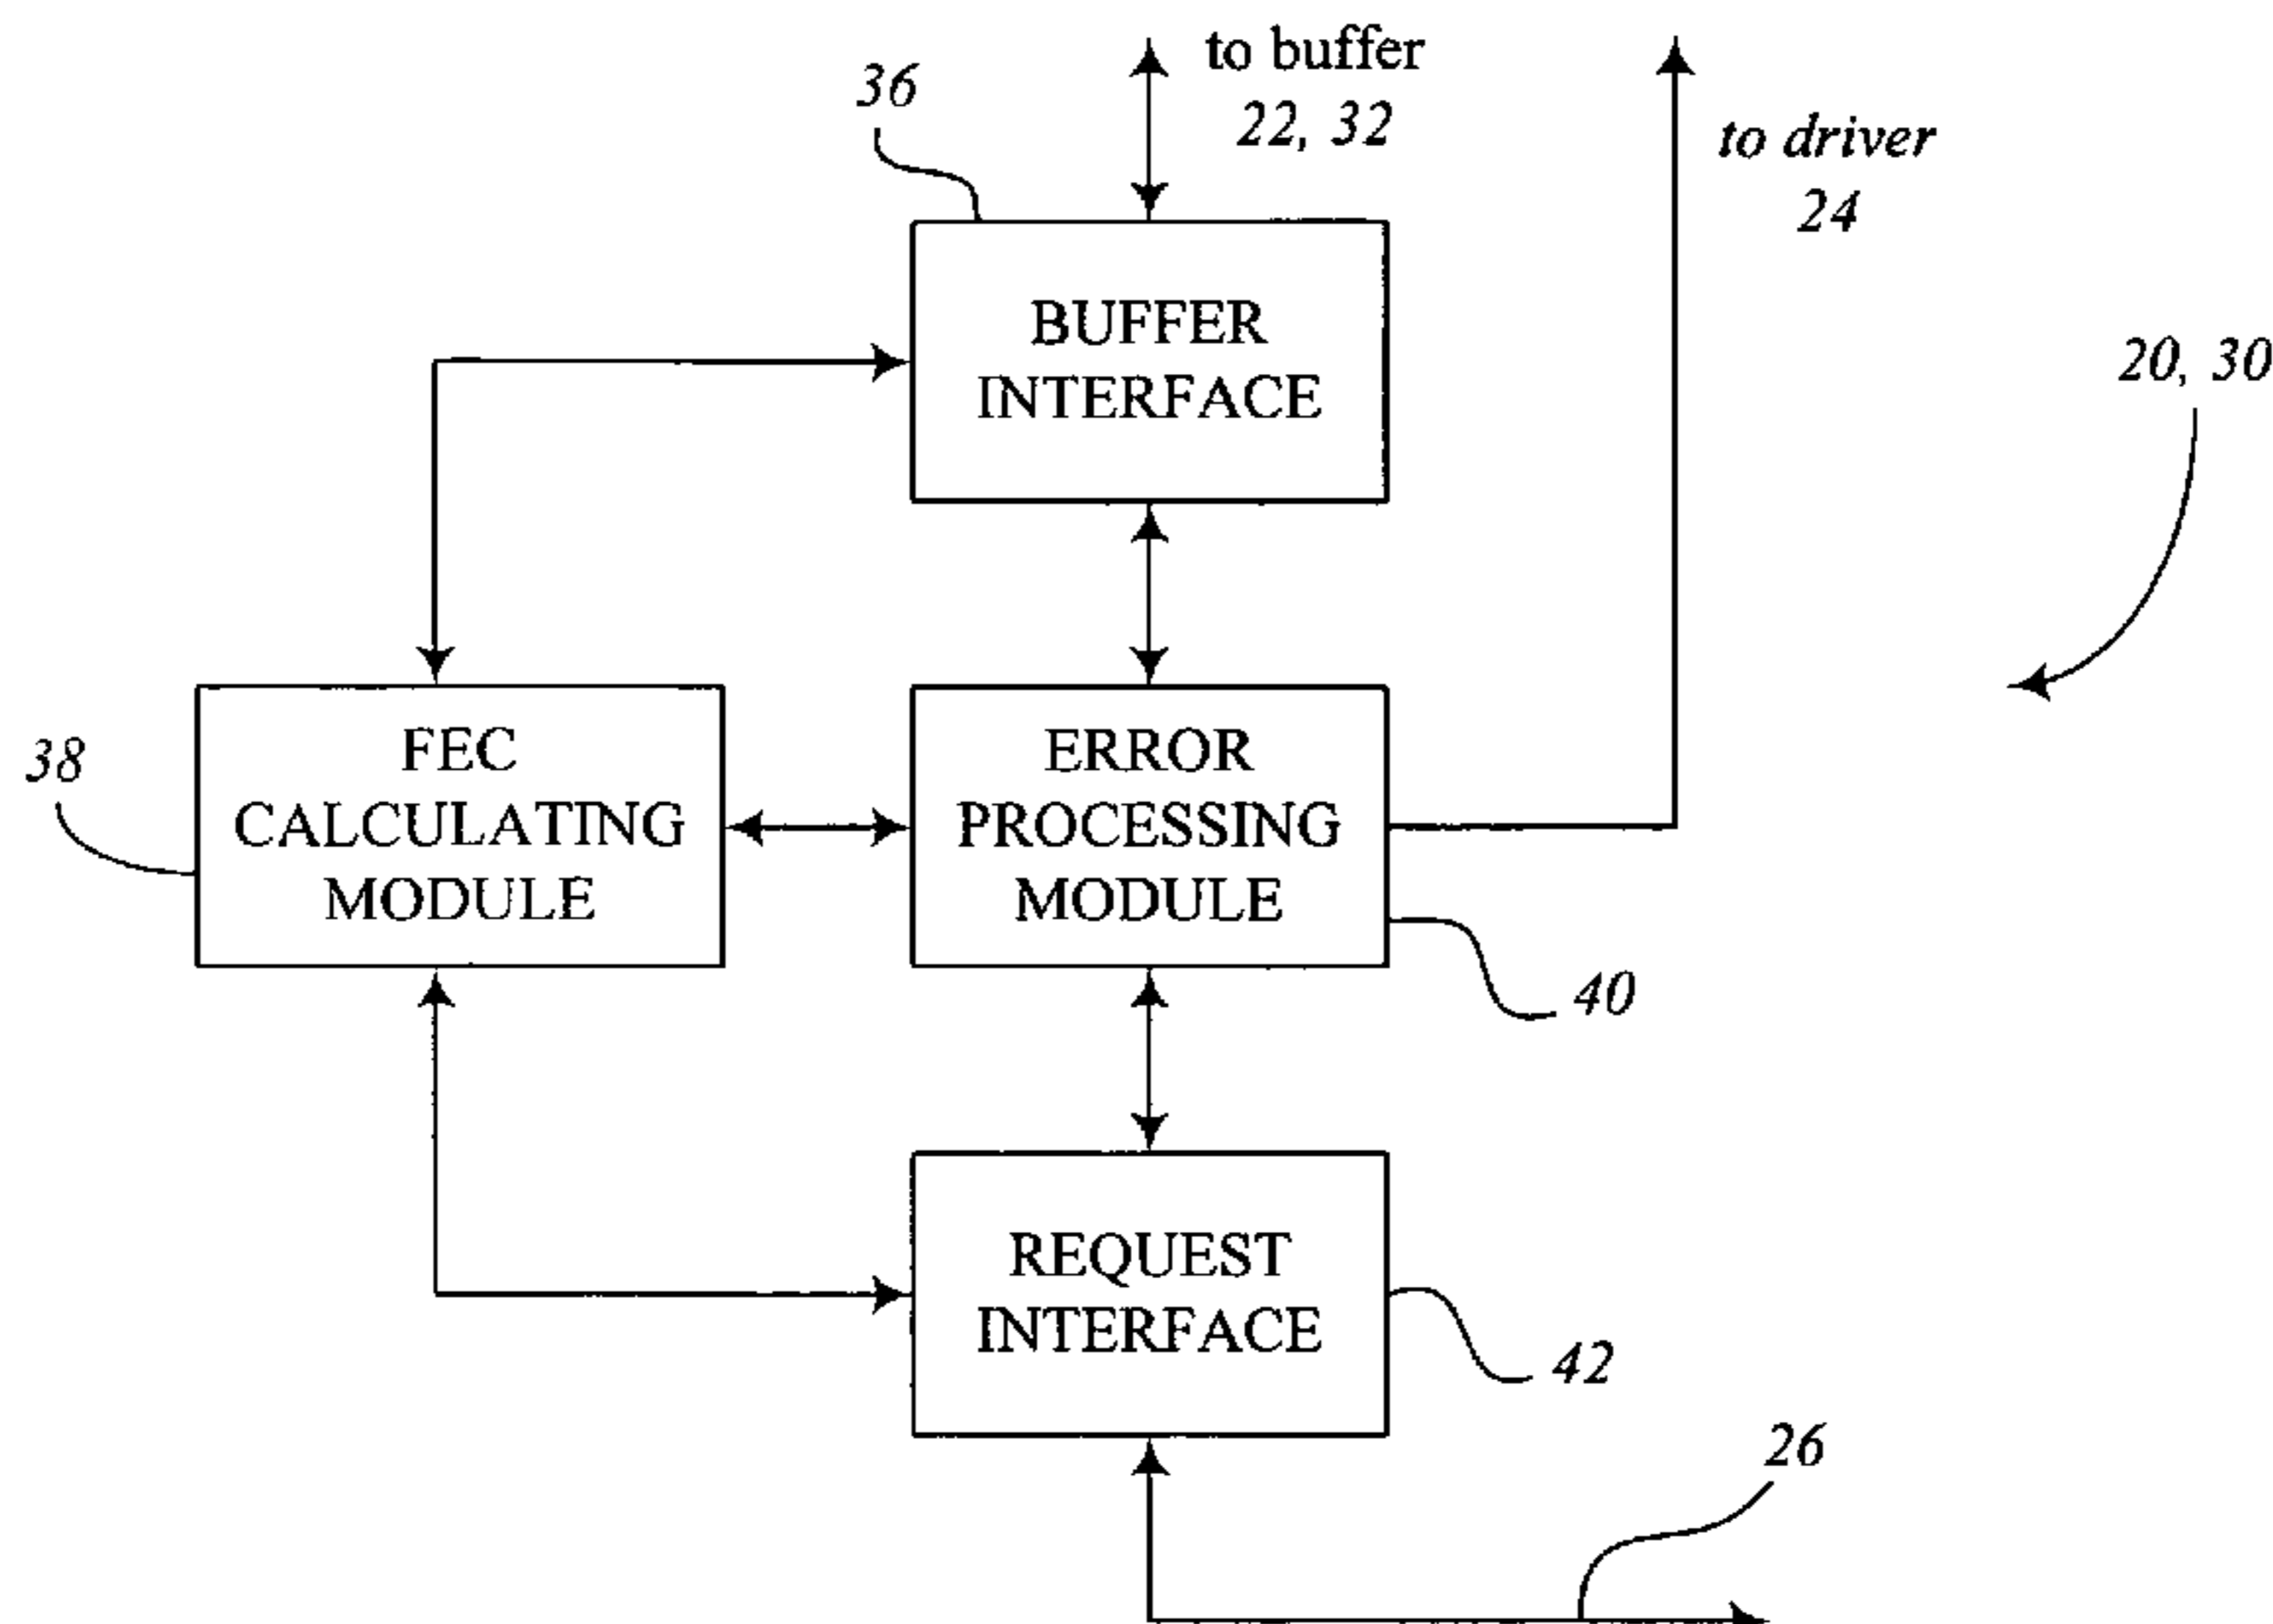 to buffer
22, 32
36
to driver
24
BUFFER
INTERFACE
20, 30
38
FEC
CALCULATING
MODULE
ERROR
PROCESSING
MODULE
40
REQUEST
INTERFACE
42
26